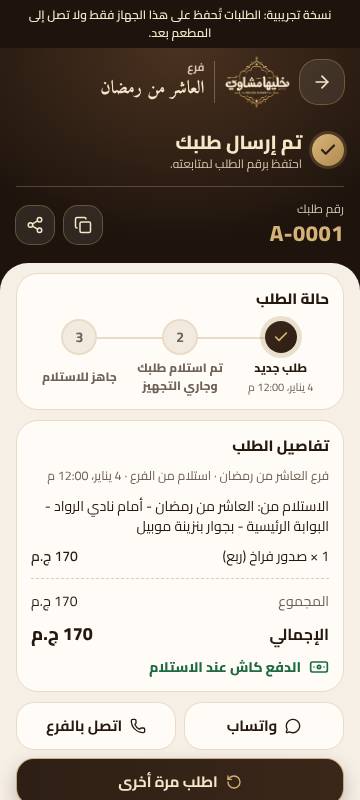 نسخة تجريبية: الطلبات تُحفظ على هذا الجهاز فقط ولا تصل إلى
المطعم بعد.
خليها مشاوي
فرع
العاشر من رمضان
تم إرسال طلبك
احتفظ برقم الطلب لمتابعته.
رقم طلبك
A-0001
حالة الطلب
1 2 3
طلب جديد
4 يناير، 12:00 م
تم استلام طلبك
وجاري التجهيز
جاهز للاستلام
تفاصيل الطلب
فرع العاشر من رمضان · استلام من الفرع · 4 يناير، 12:00 م
الاستلام من: العاشر من رمضان - أمام نادي الرواد -
البوابة الرئيسية - بجوار بنزينة موبيل
1 × صدور فراخ (ربع) 170 ج.م
المجموع 170 ج.م
الإجمالي 170 ج.م
الدفع كاش عند الاستلام
واتساب
اتصل بالفرع
اطلب مرة أخرى